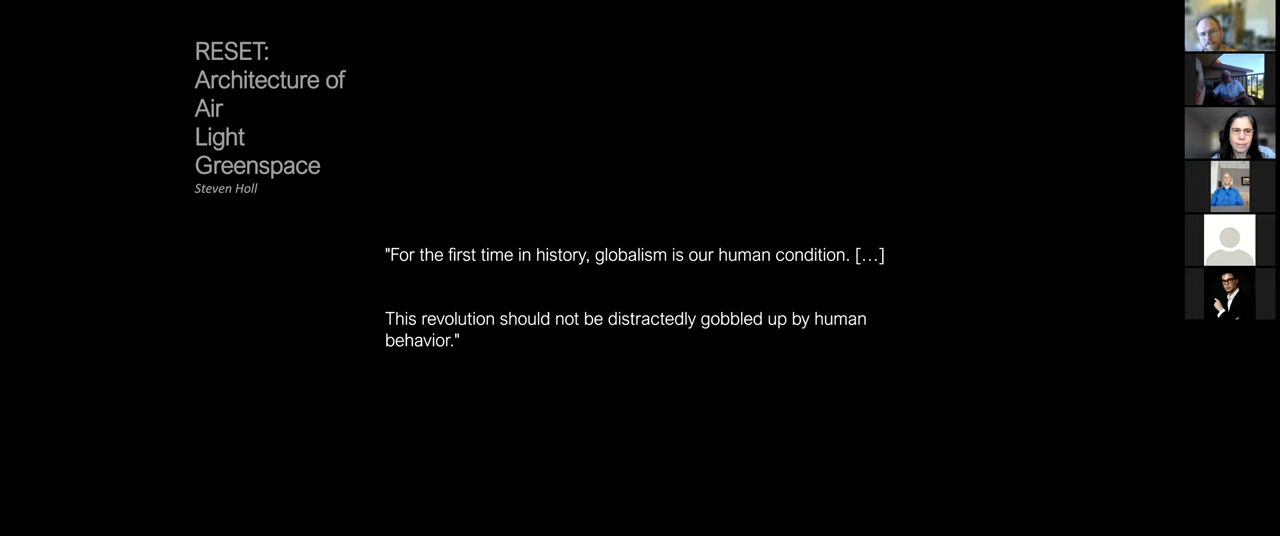 RESET:
Architecture of
Air
Light
Greenspace
Steven Holl
"For the first time in history, globalism is our human condition. […]
This revolution should not be distractedly gobbled up by human
behavior."